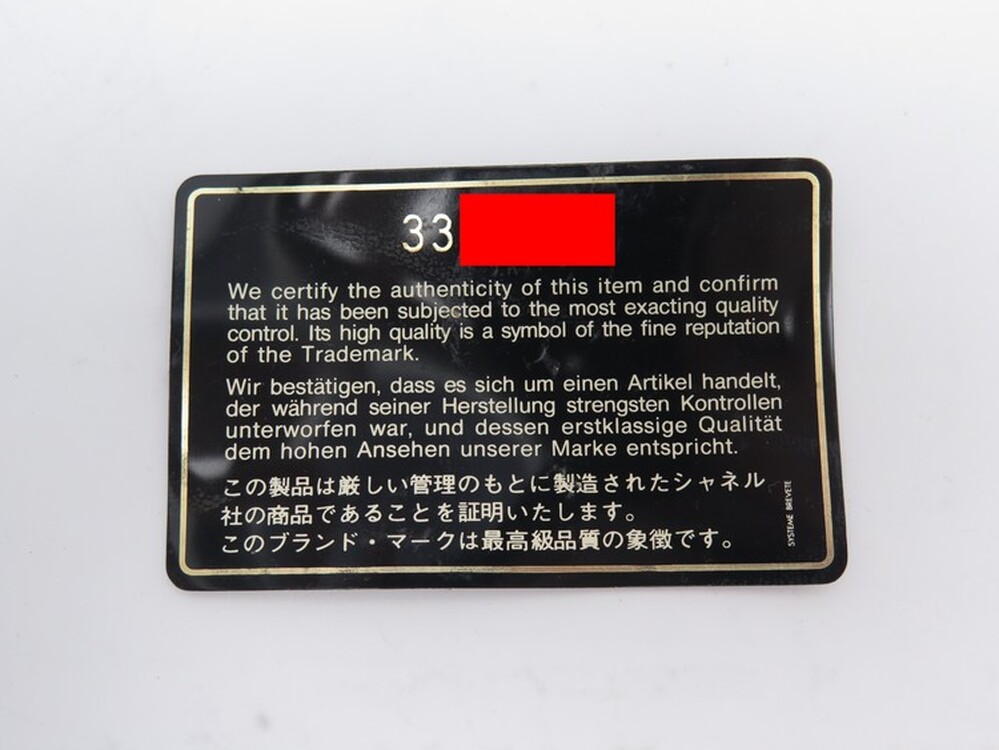 33
We certify the authenticity of this item and confirm
that it has been subjected to the most exacting quality
control. Its high quality is a symbol of the fine reputation
of the Trademark.
Wir bestätigen, dass es sich um einen Artikel handelt,
der während seiner Herstellung strengsten Kontrollen
unterworfen war, und dessen erstklassige Qualität
dem hohen Ansehen unserer Marke entspricht.
この製品は厳しい管理のもとに製造されたシャネル
社の商品であることを証明いたします。
このブランド・マークは最高級品質の象徴です。
SYSTEME BREVETE